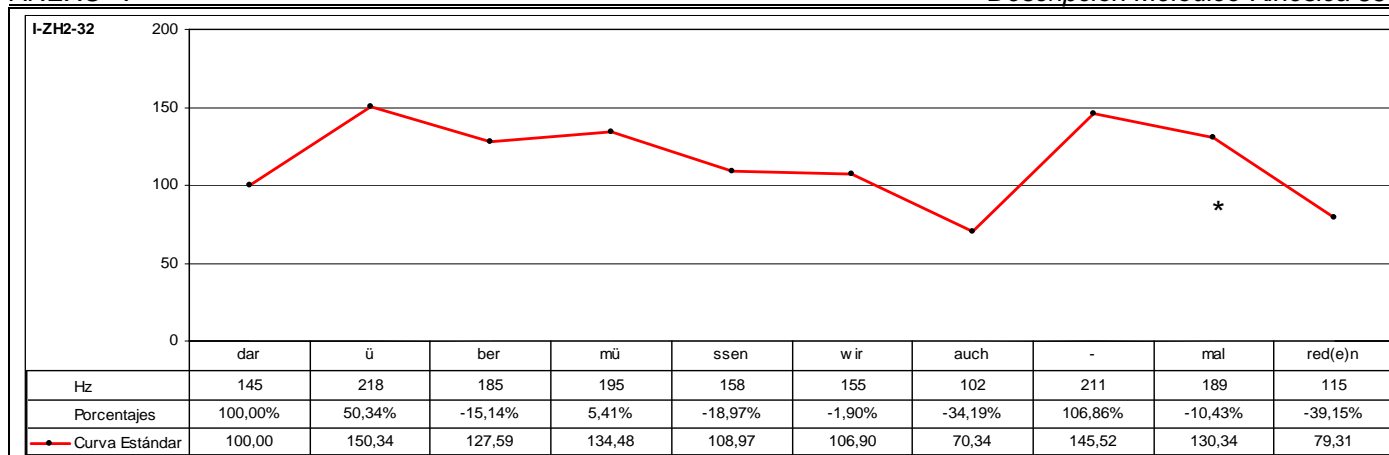 I-ZH2-32
200
150
100
50
0
*
dar ü ber mü ssen wir auch - mal red(e)n
Hz 145 218 185 195 158 155 102 211 189 115
Porcentajes 100,00% 50,34% -15,14% 5,41% -18,97% -1,90% -34,19% 106,86% -10,43% -39,15%
Curva Estándar 100,00 150,34 127,59 134,48 108,97 106,90 70,34 145,52 130,34 79,31